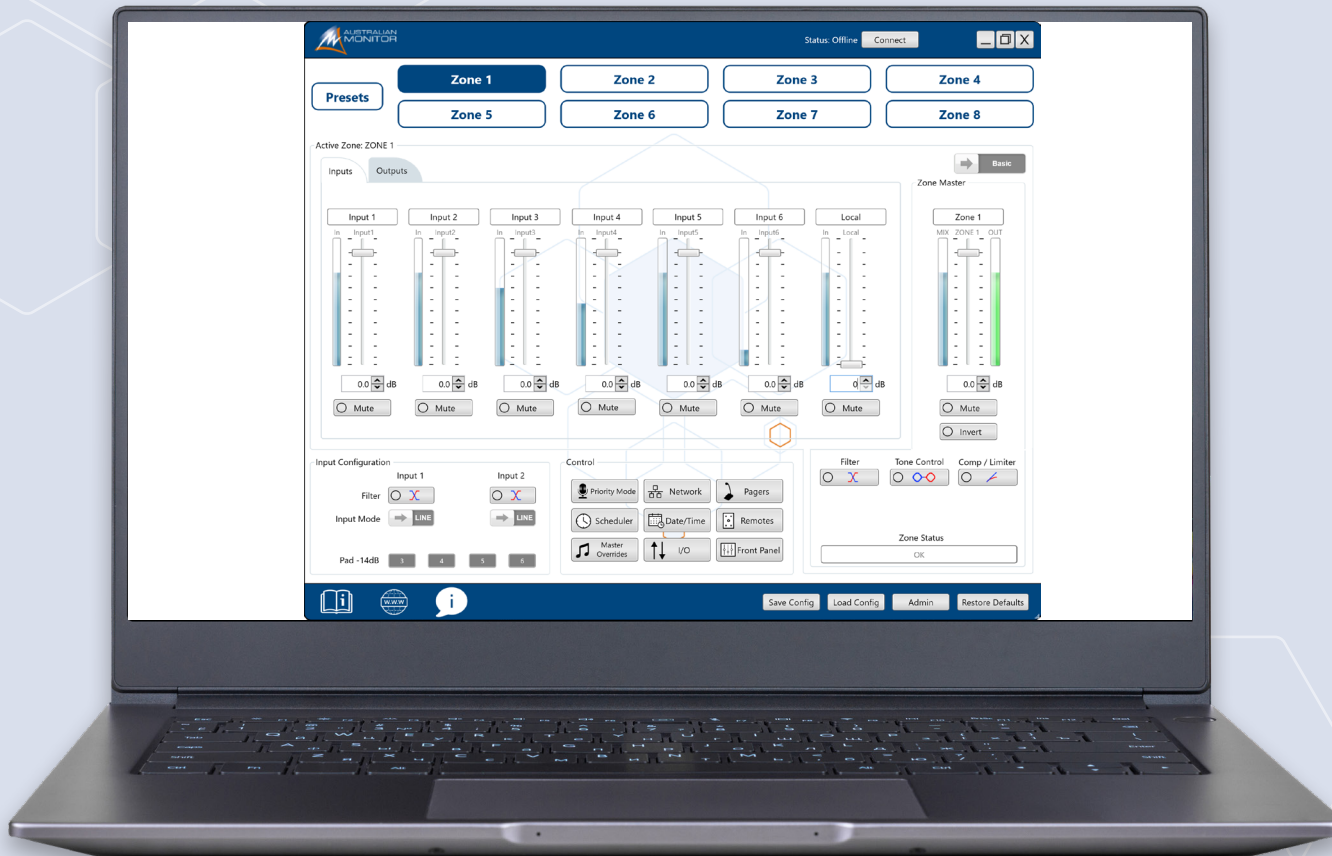 AUSTRALIAN
MONITOR
Status: Offline Connect
X
Presets
Zone 1 Zone 2 Zone 3 Zone 4
Zone 5 Zone 6 Zone 7 Zone 8
Active Zone: ZONE 1
Inputs Outputs
Basic
Zone Master
Input 1 Input 2 Input 3 Input 4 Input 5 Input 6 Local Zone 1
In Input1 In Input2 In Input3 In Input4 In Input5 In Input6 In Local MIX ZONE 1 OUT
0.0 dB 0.0 dB 0.0 dB 0.0 dB 0.0 dB 0.0 dB 0 dB 0.0 dB
Mute Mute Mute Mute Mute Mute Mute Mute
Invert
Input Configuration
Input 1 Input 2
Filter
Input Mode LINE LINE
Pad -14dB 3 4 5 6
Control
Priority Mode Network Pagers
Scheduler Date/Time Remotes
Master Overrides I/O Front Panel
Filter Tone Control Comp / Limiter
Zone Status
OK
i www i
Save Config Load Config Admin Restore Defaults